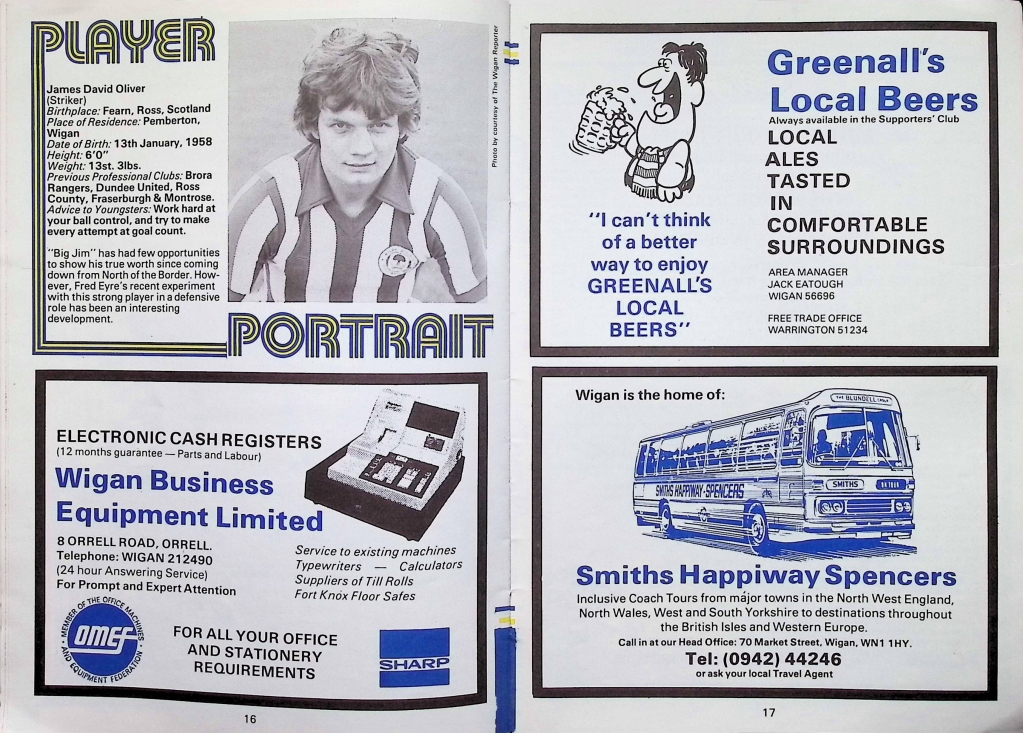 PLAYER
James David Oliver
(Striker)
Birthplace: Fearn, Ross, Scotland
Place of Residence: Pemberton,
Wigan
Date of Birth: 13th January, 1958
Height: 6'0"
Weight: 13st. 3lbs.
Previous Professional Clubs: Brora
Rangers, Dundee United, Ross
County, Fraserburgh & Montrose.
Advice to Youngsters: Work hard at
your ball control, and try to make
every attempt at goal count.
"Big Jim" has had few opportunities
to show his true worth since coming
down from North of the Border. How-
ever, Fred Eyre's recent experiment
with this strong player in a defensive
role has been an interesting
development.
Photo by courtesy of The Wigan Reporter
PORTRAIT
ELECTRONIC CASH REGISTERS
(12 months guarantee — Parts and Labour)
Wigan Business
Equipment Limited
8 ORRELL ROAD, ORRELL.
Telephone: WIGAN 212490
(24 hour Answering Service)
For Prompt and Expert Attention
Service to existing machines
Typewriters — Calculators
Suppliers of Till Rolls
Fort Knox Floor Safes
MEMBER OF THE OFFICE MACHINES
OMEF
AND EQUIPMENT FEDERATION
FOR ALL YOUR OFFICE
AND STATIONERY
REQUIREMENTS
SHARP
16
Greenall's
Local Beers
Always available in the Supporters' Club
LOCAL
ALES
TASTED
IN
COMFORTABLE
SURROUNDINGS
"I can't think
of a better
way to enjoy
GREENALL'S
LOCAL
BEERS"
AREA MANAGER
JACK EATOUGH
WIGAN 56696
FREE TRADE OFFICE
WARRINGTON 51234
Wigan is the home of:
THE BLUNDELL
SMITHS HAPPIWAY-SPENCERS
SMITHS
Smiths Happiway Spencers
Inclusive Coach Tours from major towns in the North West England,
North Wales, West and South Yorkshire to destinations throughout
the British Isles and Western Europe.
Call in at our Head Office: 70 Market Street, Wigan, WN1 1HY.
Tel: (0942) 44246
or ask your local Travel Agent
17